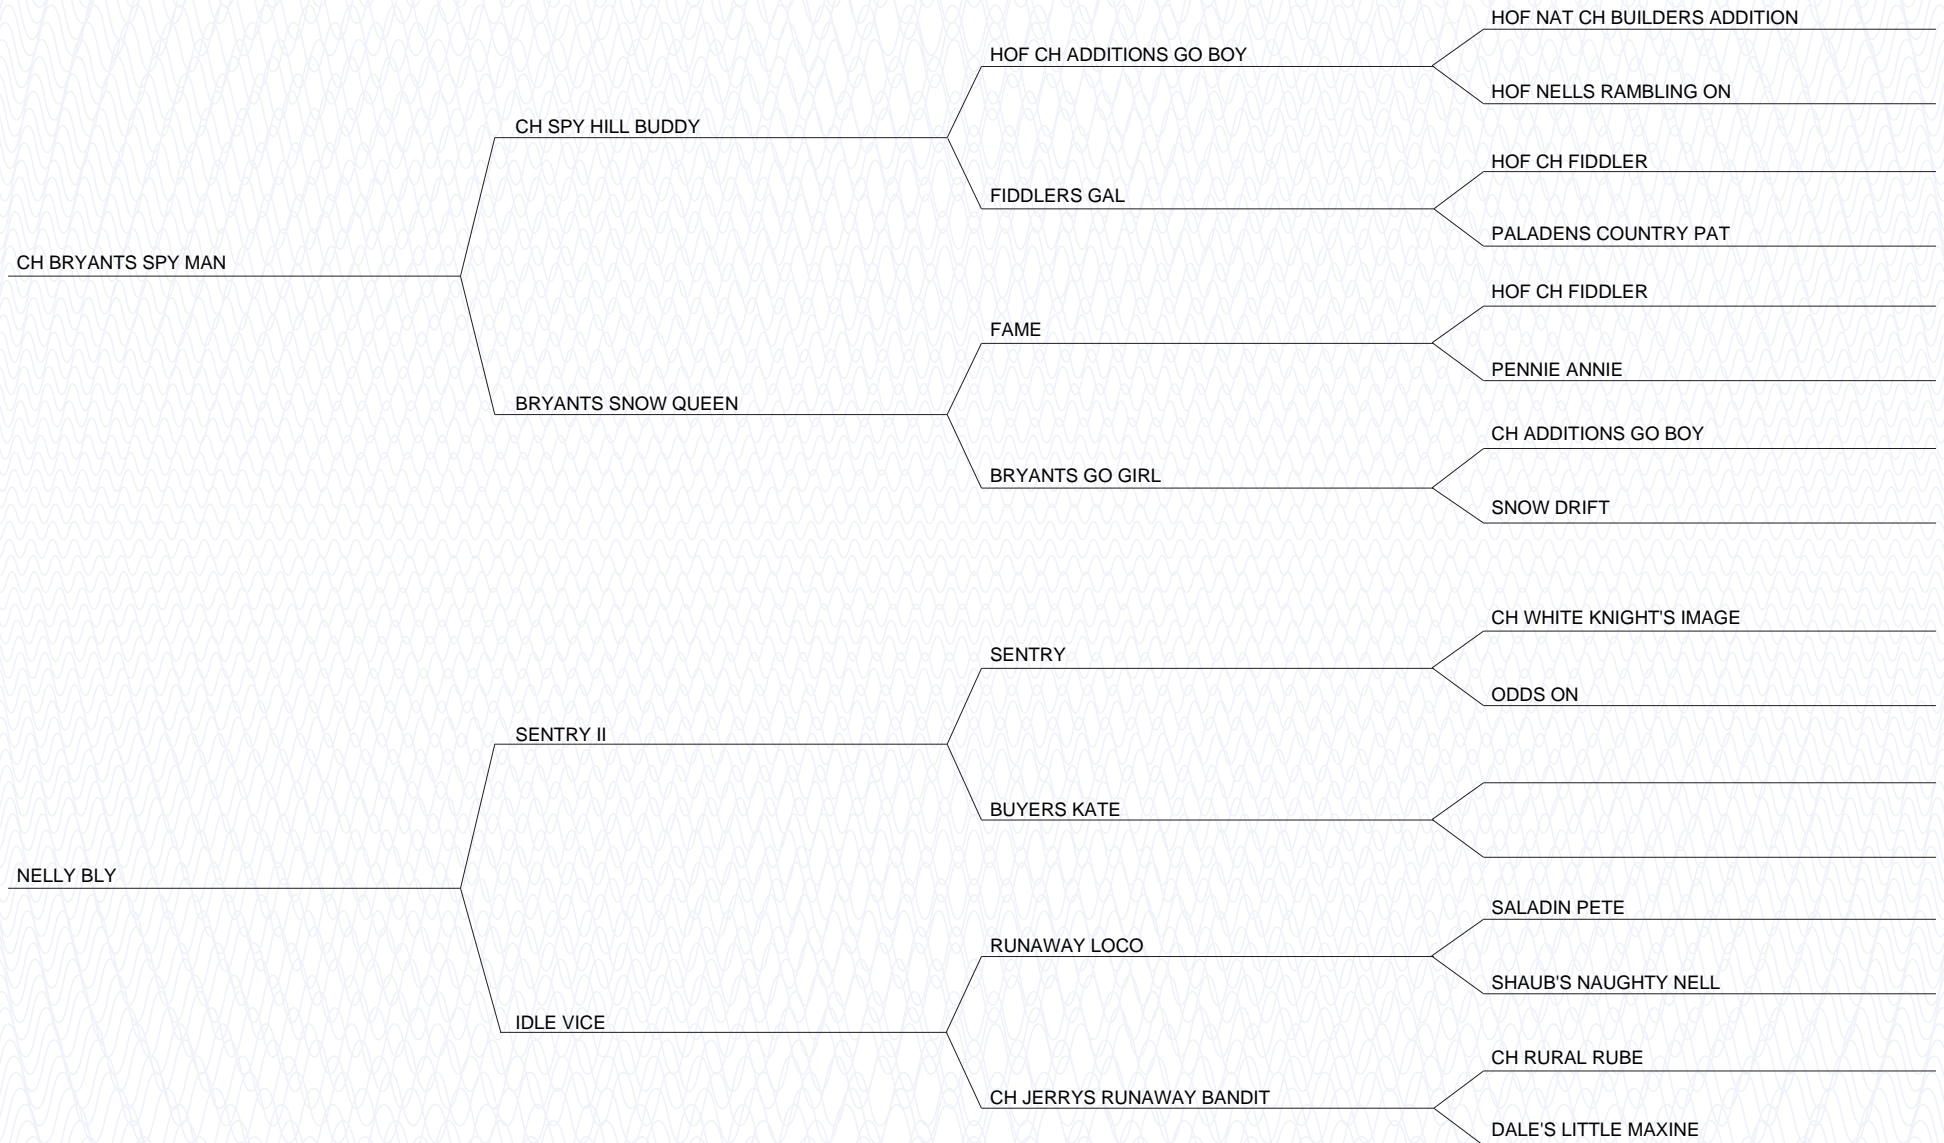 HOF NAT CH BUILDERS ADDITION
HOF CH ADDITIONS GO BOY
HOF NELLS RAMBLING ON
CH SPY HILL BUDDY
HOF CH FIDDLER
FIDDLERS GAL
PALADENS COUNTRY PAT
CH BRYANTS SPY MAN
HOF CH FIDDLER
FAME
PENNIE ANNIE
BRYANTS SNOW QUEEN
CH ADDITIONS GO BOY
BRYANTS GO GIRL
SNOW DRIFT
CH WHITE KNIGHT'S IMAGE
SENTRY
ODDS ON
SENTRY II
BUYERS KATE
NELLY BLY
SALADIN PETE
RUNAWAY LOCO
SHAUB'S NAUGHTY NELL
IDLE VICE
CH RURAL RUBE
CH JERRYS RUNAWAY BANDIT
DALE'S LITTLE MAXINE